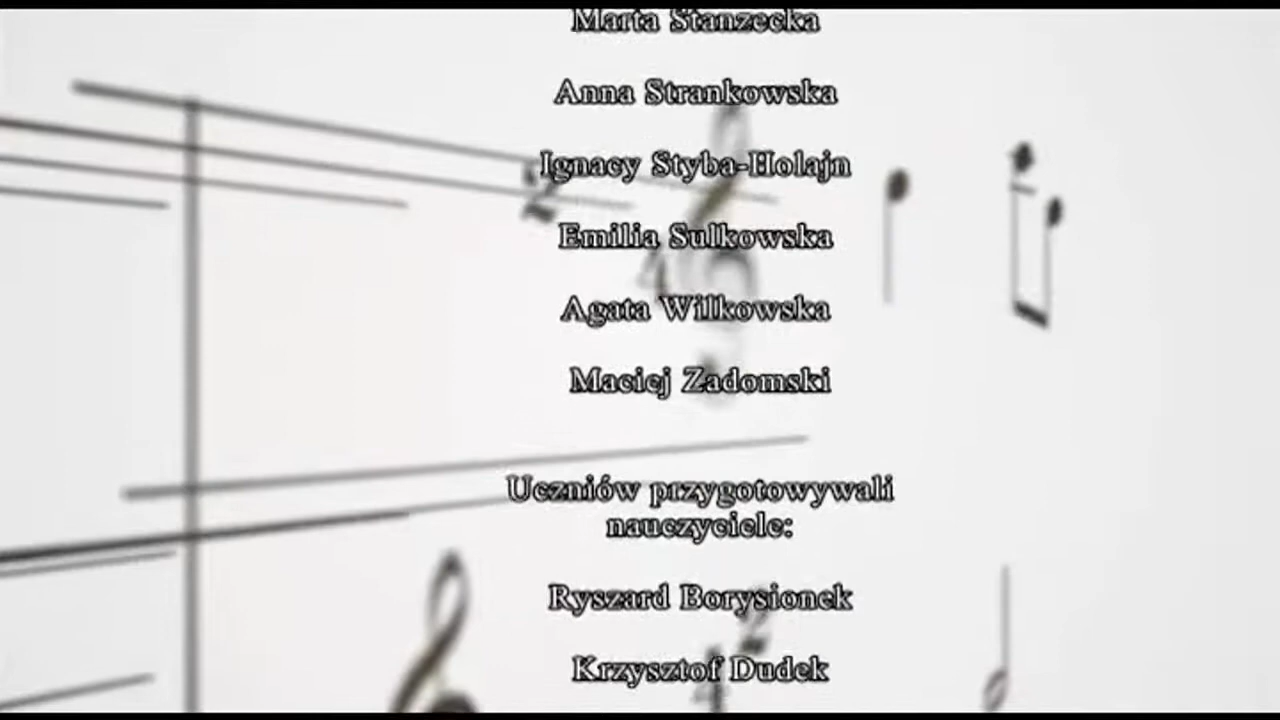 Marta Stanzecka
Anna Strankowska
Ignacy Styba-Holajn
Emilia Sulkowska
Agata Wilkowska
Maciej Zadomski
Uczniów przygotowywali
nauczyciele:
Ryszard Borysionek
Krzysztof Dudek